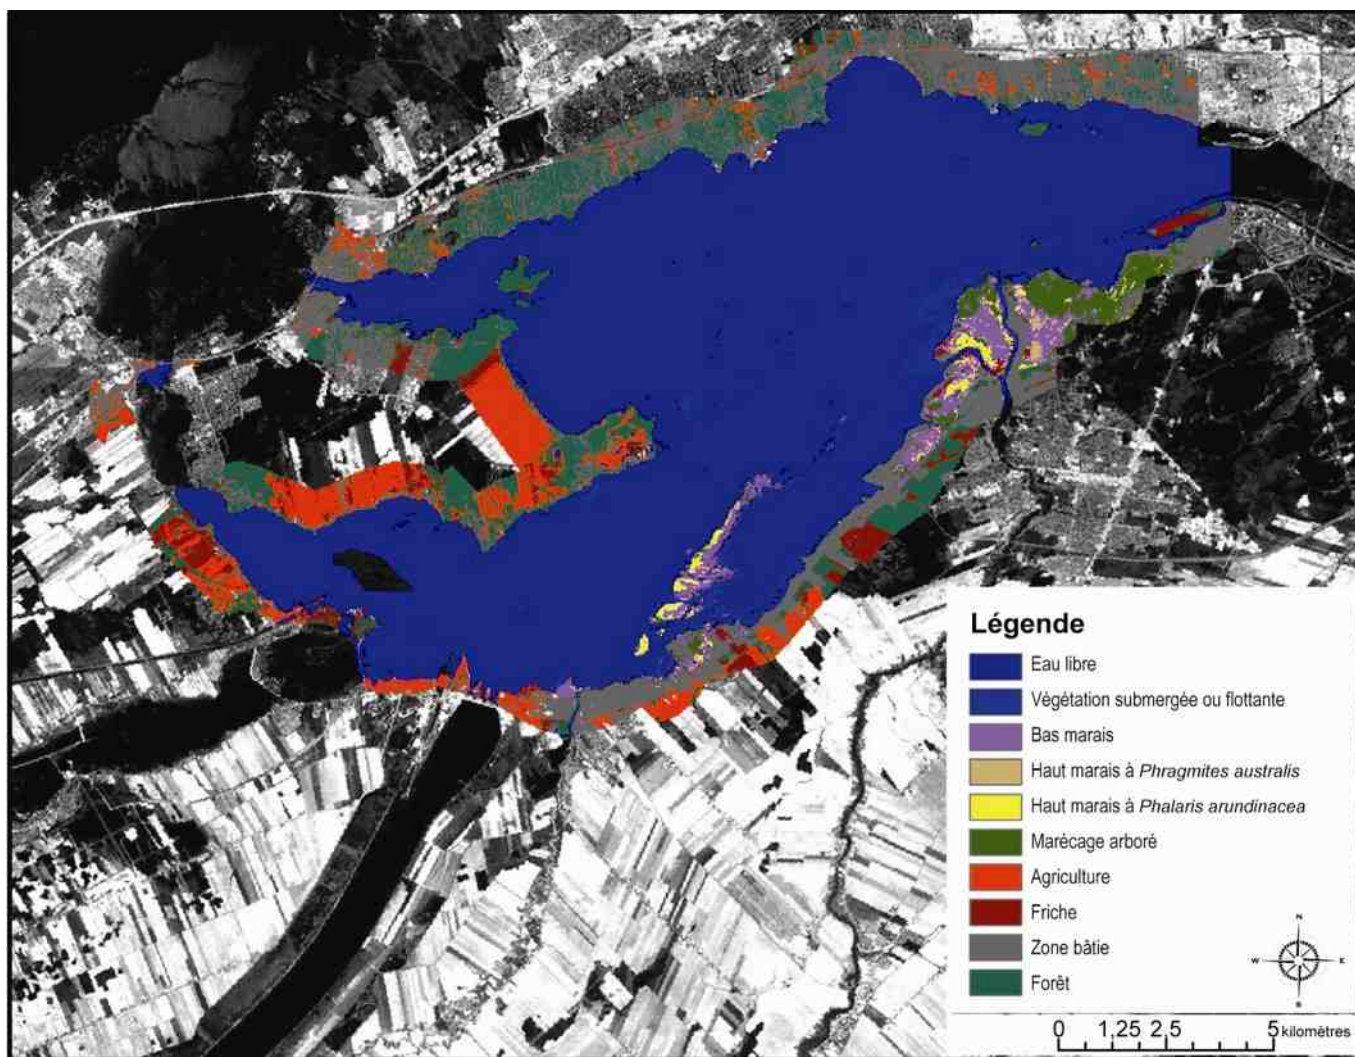 Légende
Eau libre
Végétation submergée ou flottante
Bas marais
Haut marais à Phragmites australis
Haut marais à Phalaris arundinacea
Marécage arboré
Agriculture
Friche
Zone bâtie
Forêt
N
W E
S
0 1,25 2,5 5 kilomètres